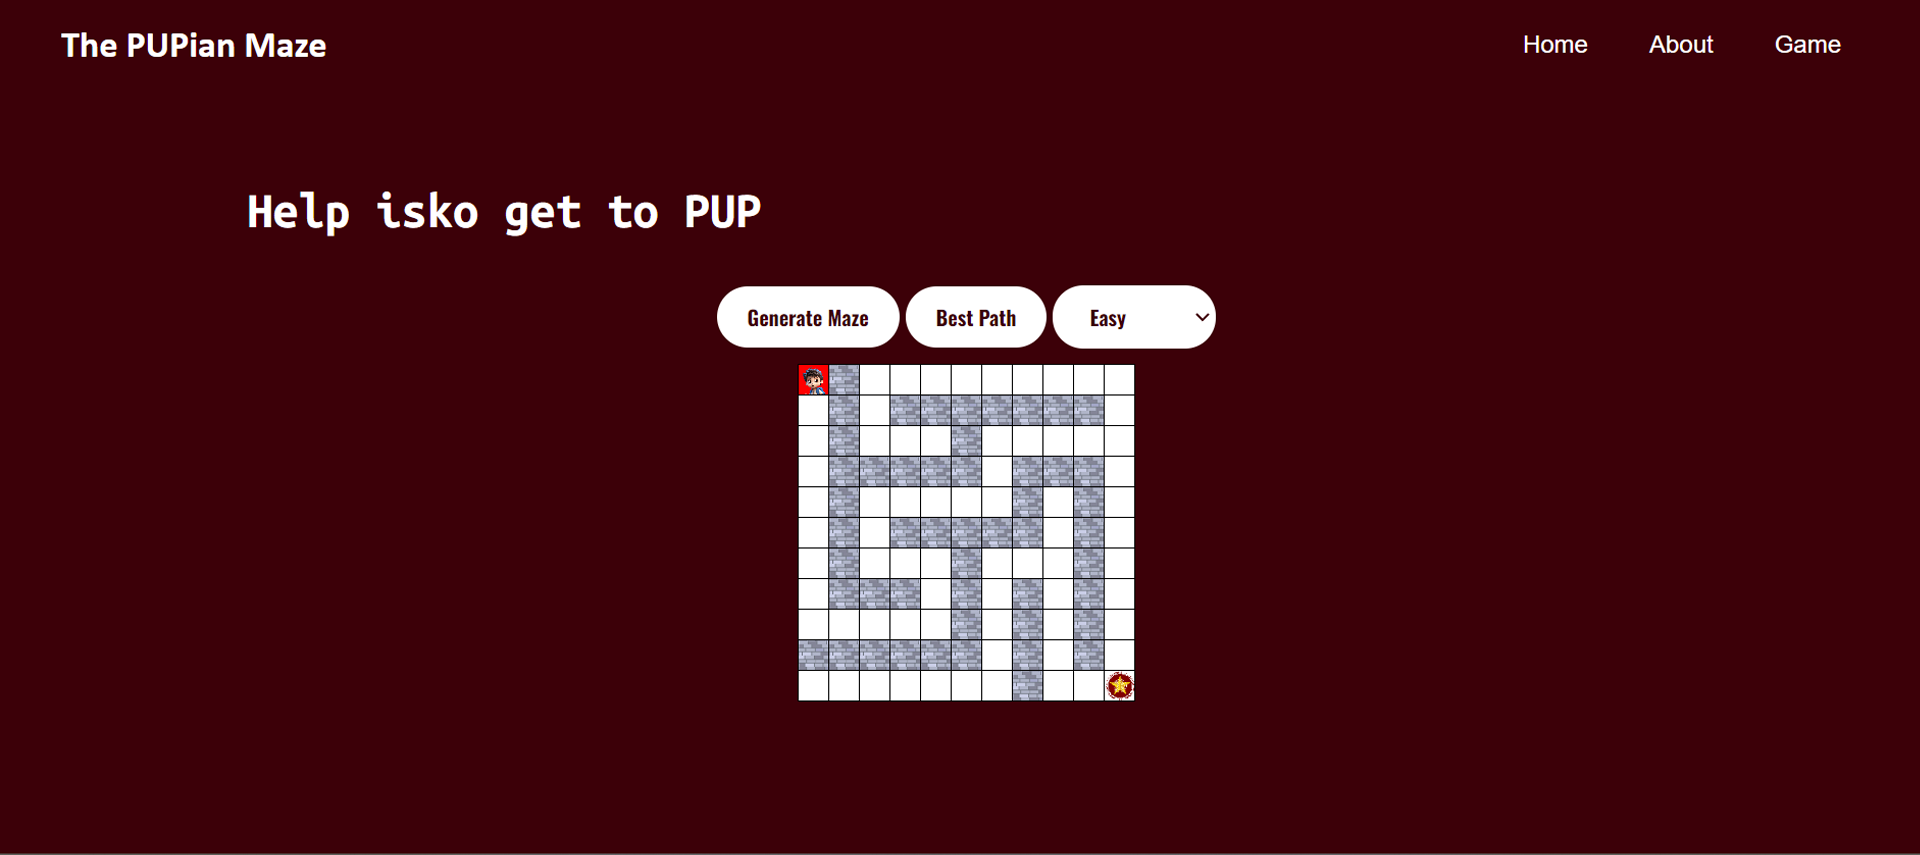 The PUPian Maze
Home About Game
Help isko get to PUP
Generate Maze Best Path Easy